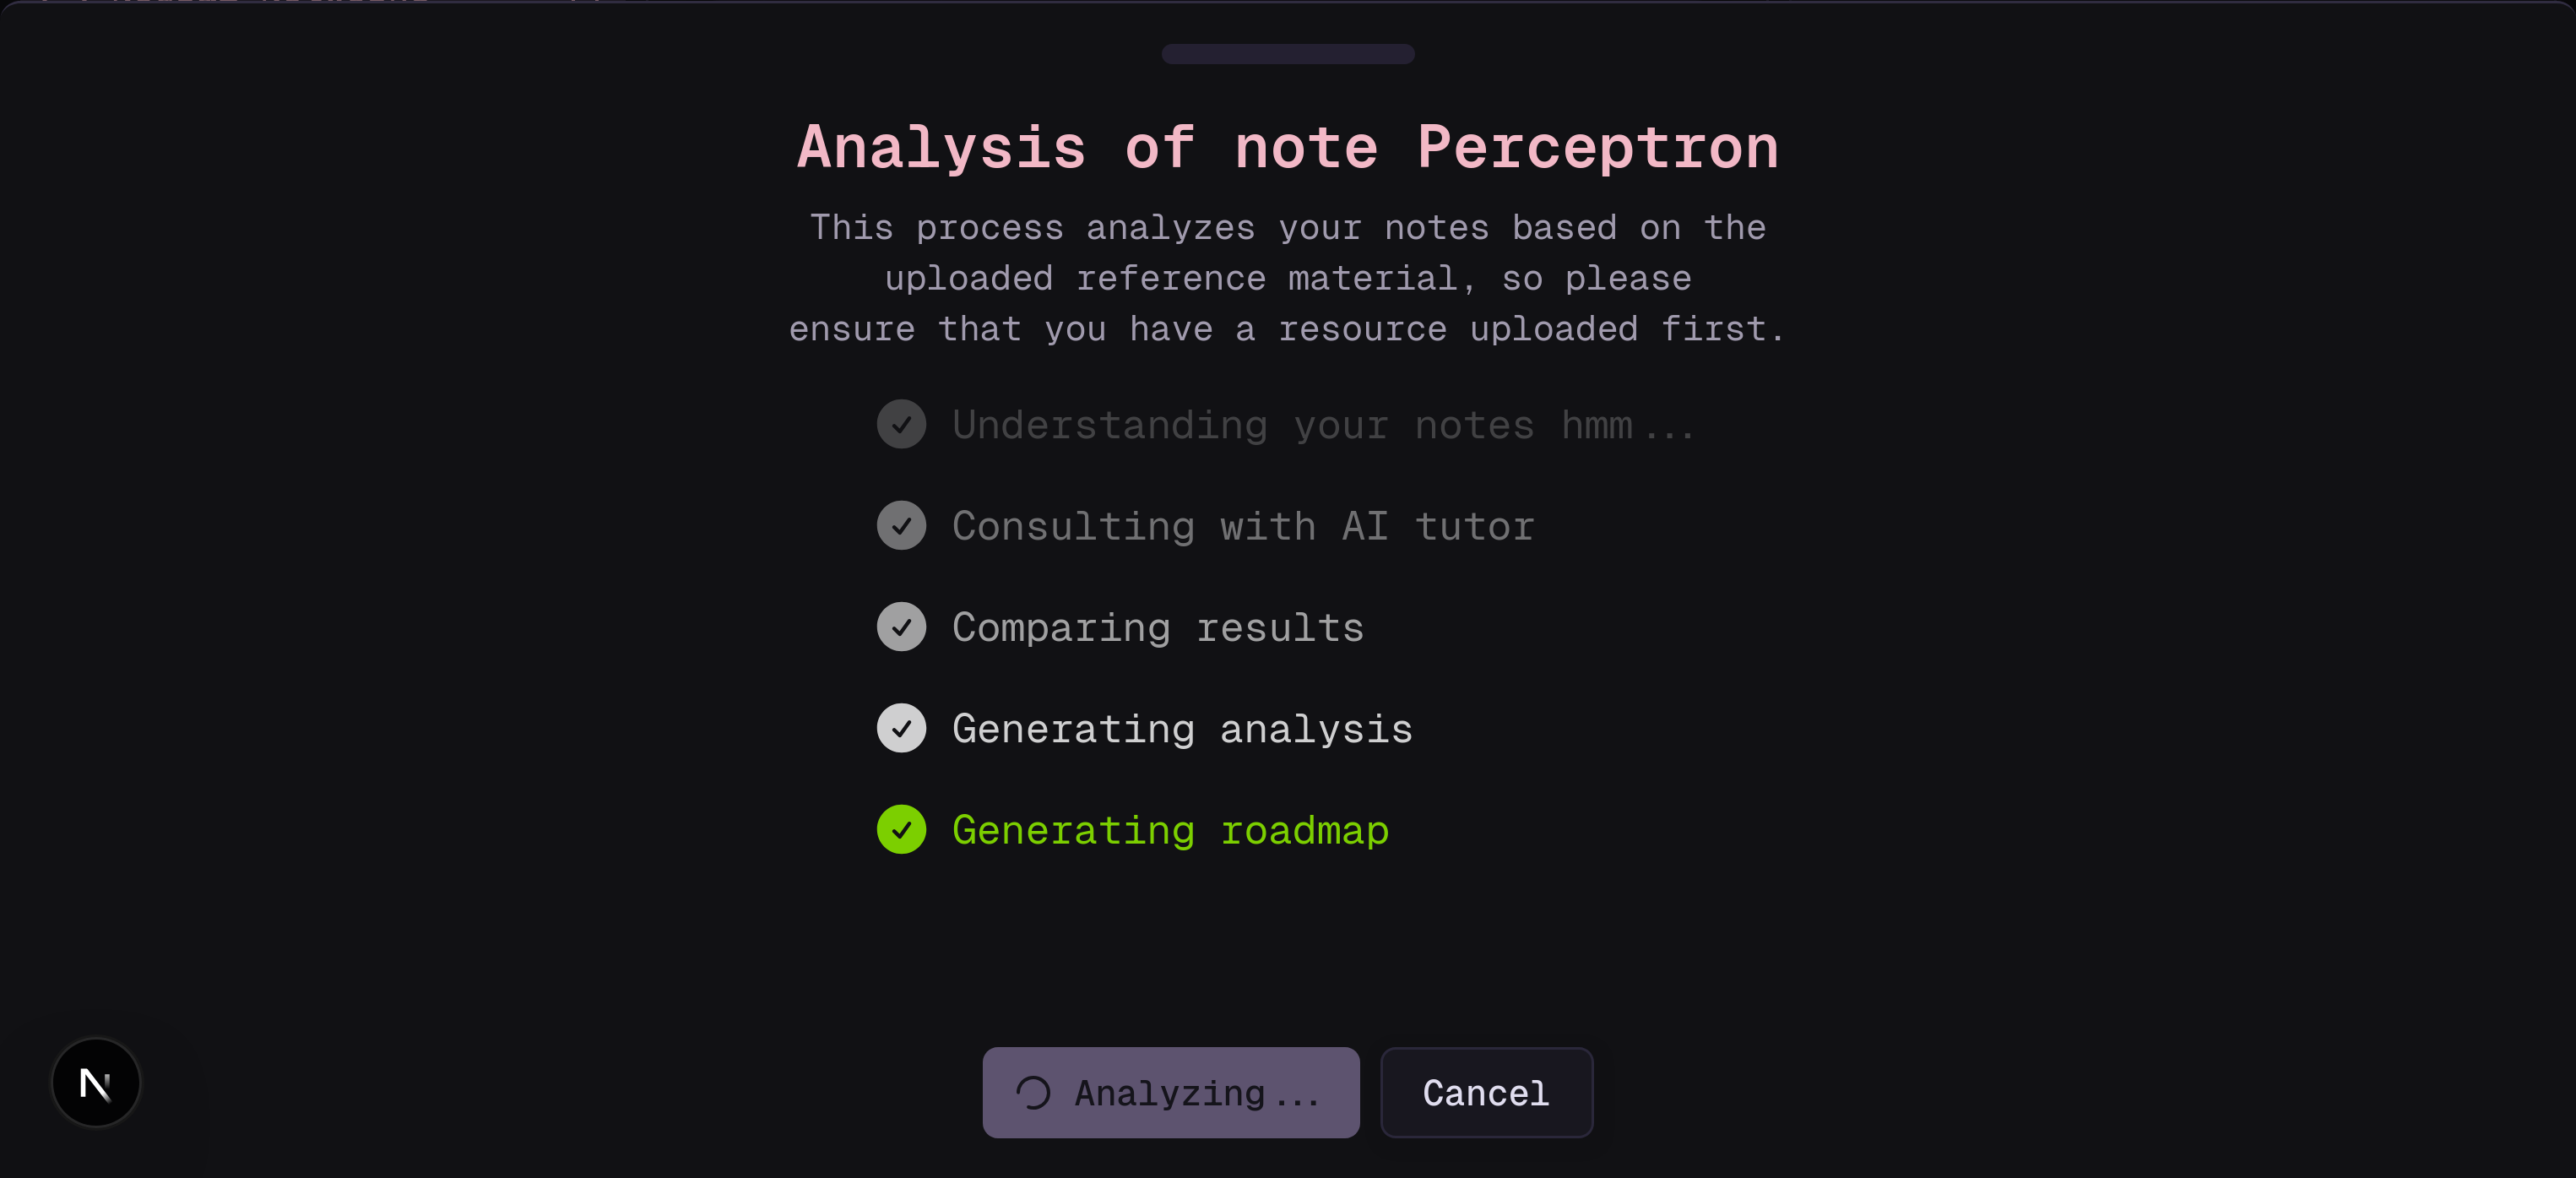 Analysis of note Perceptron
This process analyzes your notes based on the
uploaded reference material, so please
ensure that you have a resource uploaded first.
Understanding your notes hmm...
Consulting with AI tutor
Comparing results
Generating analysis
Generating roadmap
Analyzing...
Cancel